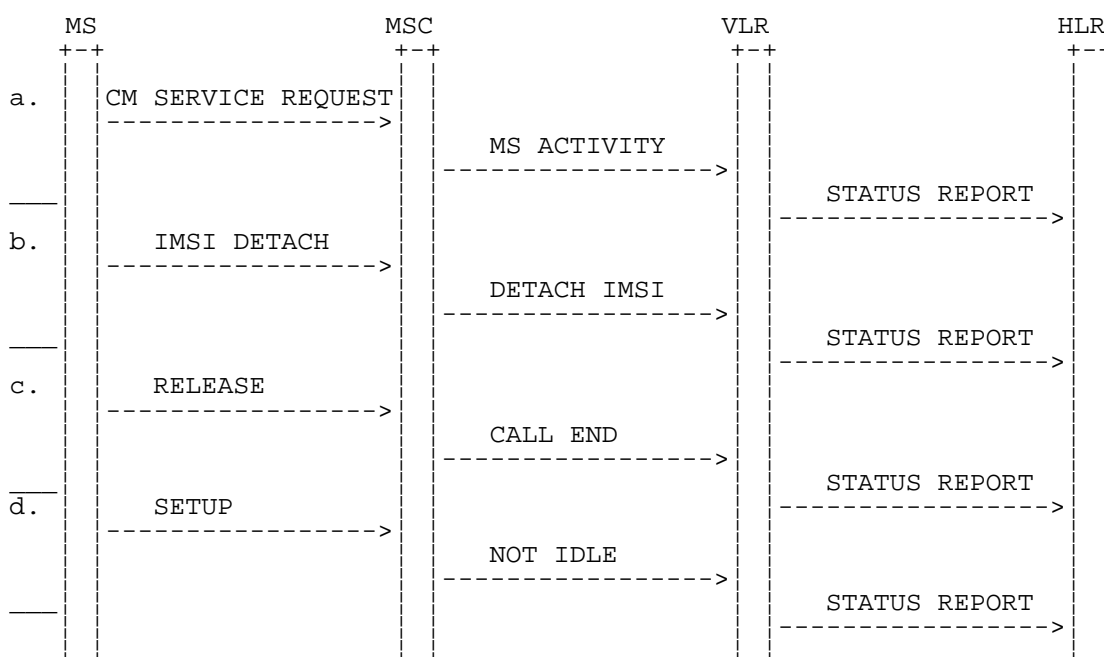 MS MSC VLR HLR
a. CM SERVICE REQUEST
MS ACTIVITY
STATUS REPORT
b. IMSI DETACH
DETACH IMSI
STATUS REPORT
c. RELEASE
CALL END
STATUS REPORT
d. SETUP
NOT IDLE
STATUS REPORT